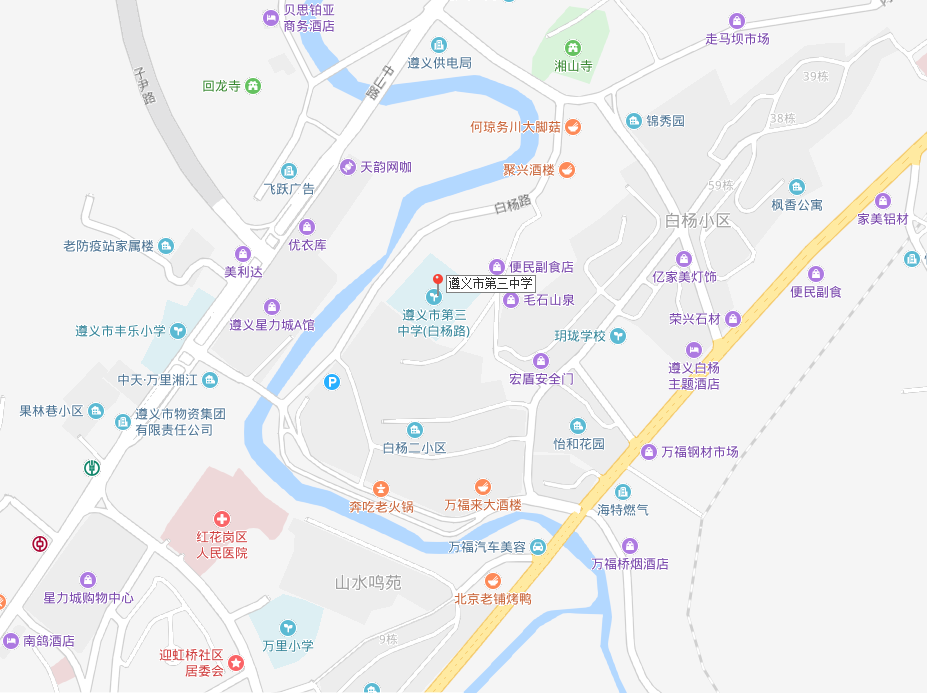 贝思铂亚
商务酒店
走马坝市场
遵义供电局
湘山寺
39栋
子尹路
回龙寺
中山路
何琼务川大脚菇
锦秀园
38栋
天韵网咖
聚兴酒楼
飞跃广告
59栋
枫香公寓
白杨路
白杨小区
家美铝材
老防疫站家属楼
优衣库
美利达
便民副食店
亿家美灯饰
便民副食
遵义市第三中学
毛石山泉
遵义市第三
中学(白杨路)
遵义星力城A馆
遵义市丰乐小学
玥珑学校
荣兴石材
中天·万里湘江
宏盾安全门
遵义白杨
主题酒店
果林巷小区
遵义市物资集团
有限责任公司
白杨二小区
怡和花园
万福钢材市场
奔吃老火锅
万福来大酒楼
海特燃气
红花岗区
人民医院
万福汽车美容
万福桥烟酒店
山水鸣苑
星力城购物中心
北京老铺烤鸭
南鸽酒店
9栋
万里小学
迎虹桥社区
居委会